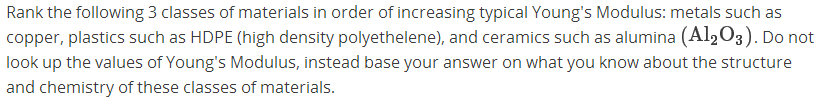 Rank the following 3 classes of materials in order of increasing typical Young's Modulus: metals such as
copper, plastics such as HDPE (high density polyethelene), and ceramics such as alumina (Al₂O₃). Do not
look up the values of Young's Modulus, instead base your answer on what you know about the structure
and chemistry of these classes of materials.